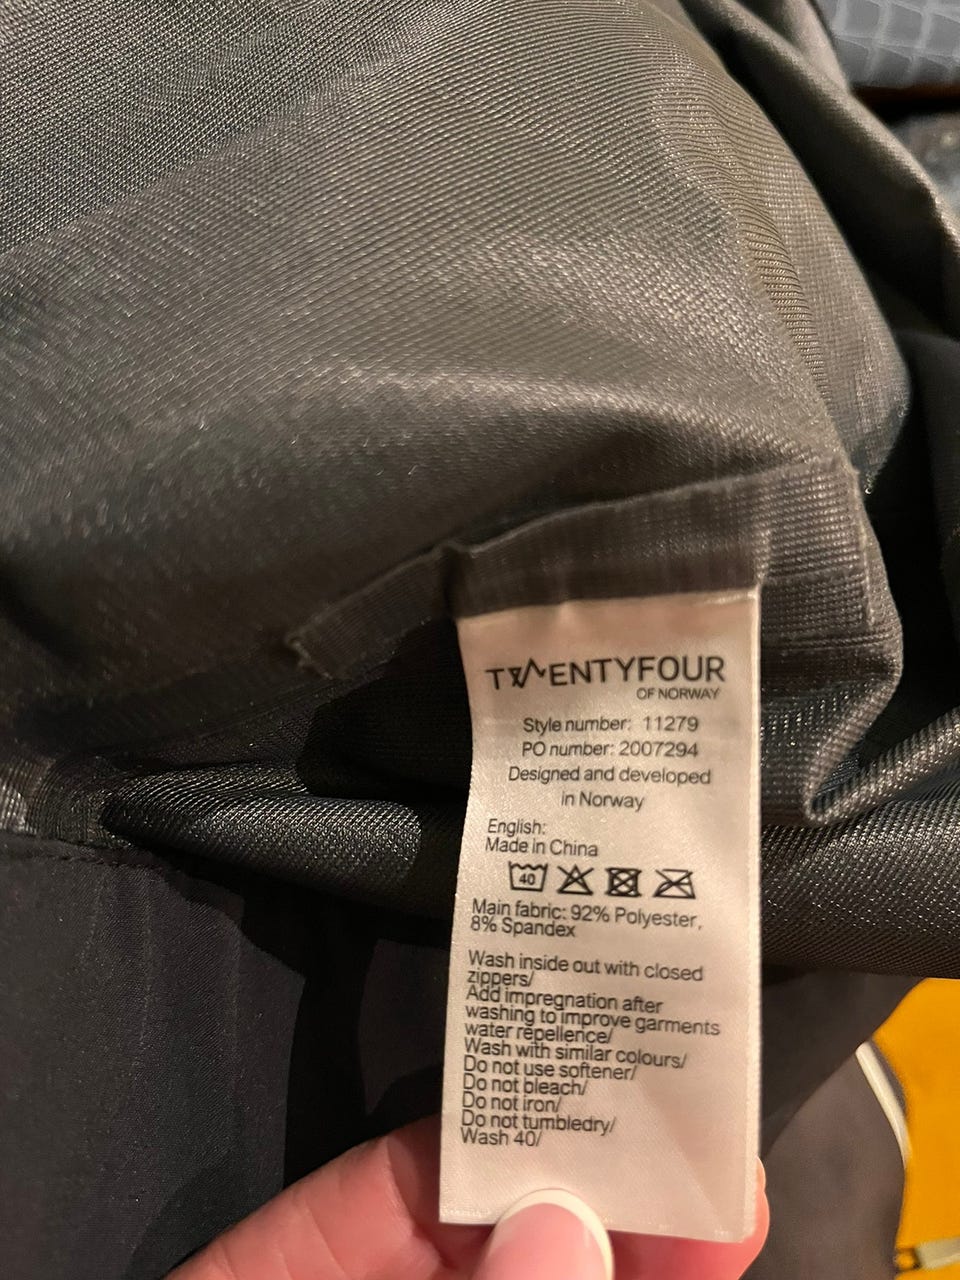 TWENTYFOUR
OF NORWAY
Style number: 11279
PO number: 2007294
Designed and developed
in Norway
English:
Made in China
40
Main fabric: 92% Polyester,
8% Spandex
Wash inside out with closed
zippers/
Add impregnation after
washing to improve garments
water repellence/
Wash with similar colours/
Do not use softener/
Do not bleach/
Do not iron/
Do not tumbledry/
Wash 40/